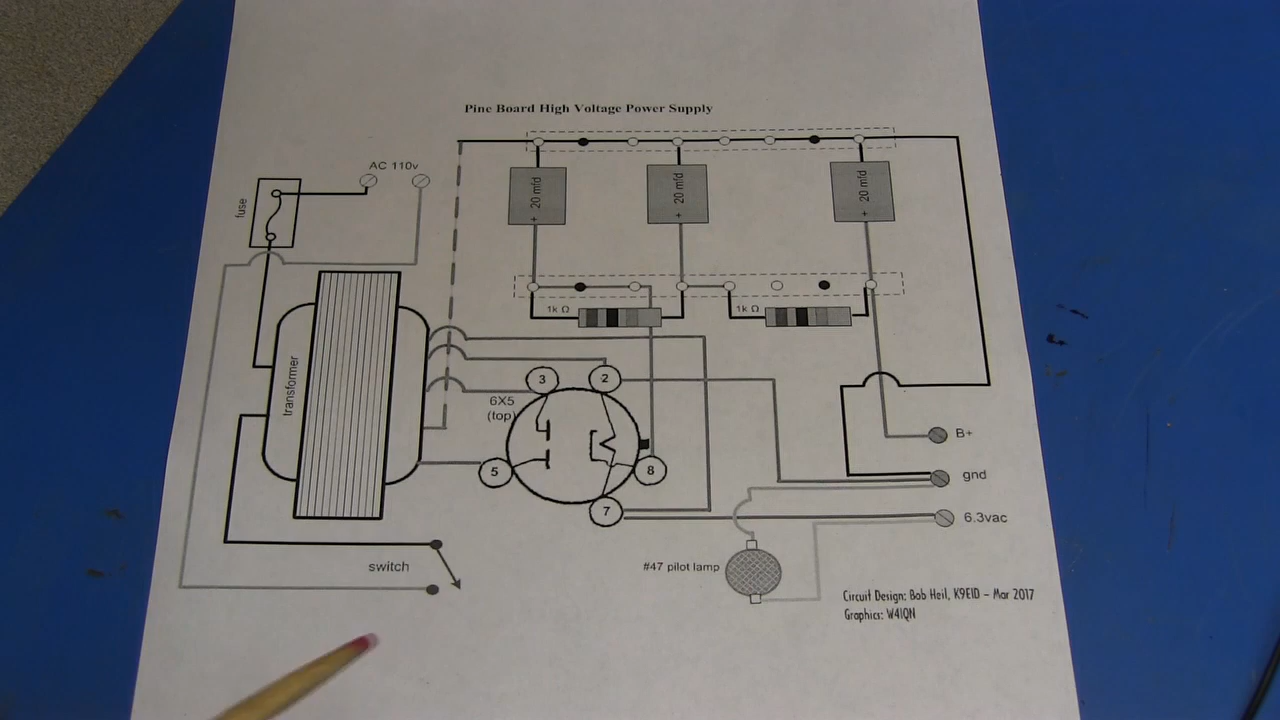 Pine Board High Voltage Power Supply
AC 110v
fuse
+ 20 mfd
+ 20 mfd
+ 20 mfd
1k Ω
1k Ω
transformer
3
2
6X5
(top)
5
8
7
B+
gnd
6.3vac
switch
#47 pilot lamp
Circuit Design: Bob Heil, K9EID – Mar 2017
Graphics: W4IQN